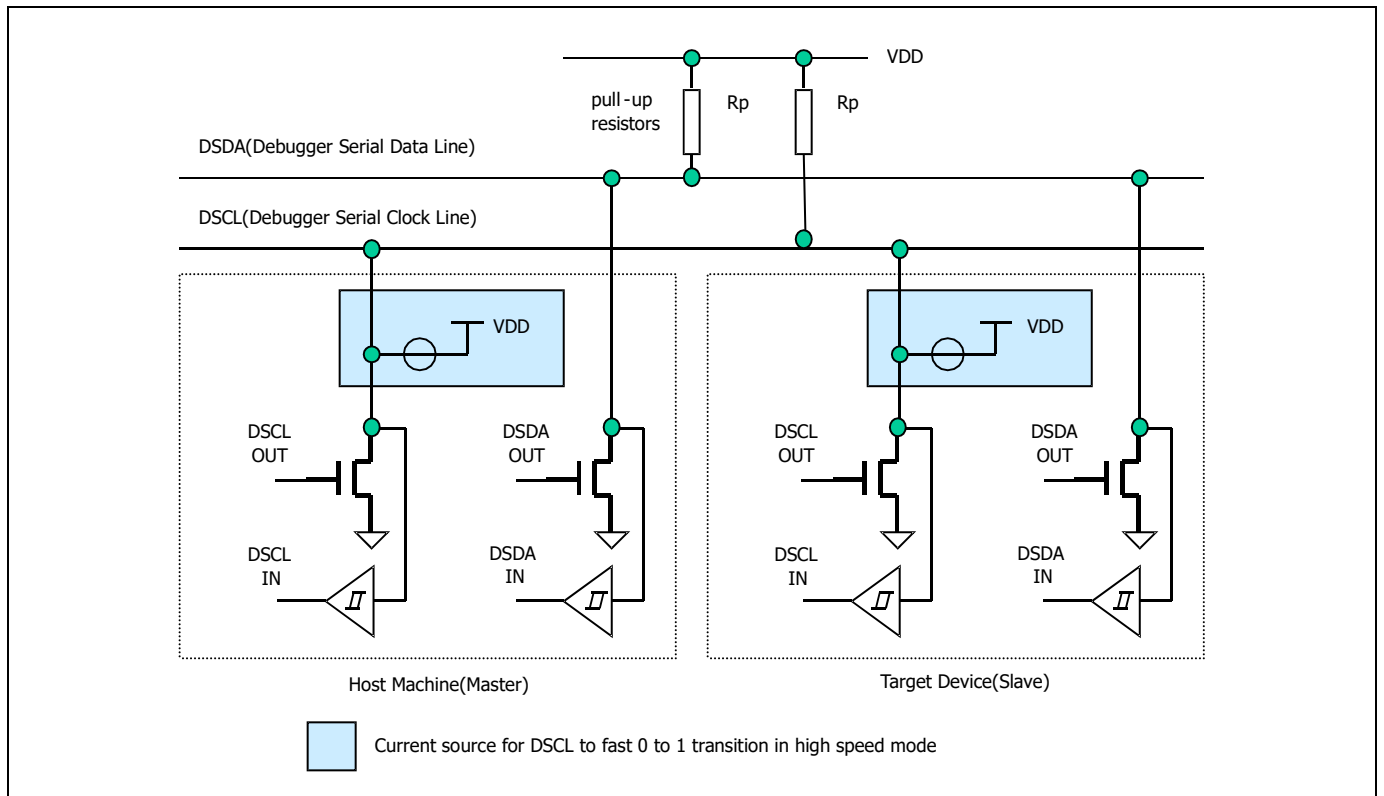 VDD
pull-up
resistors
Rp
Rp
DSDA(Debugger Serial Data Line)
DSCL(Debugger Serial Clock Line)
VDD
VDD
DSCL
OUT
DSDA
OUT
DSCL
OUT
DSDA
OUT
DSCL
IN
DSDA
IN
DSCL
IN
DSDA
IN
Host Machine(Master)
Target Device(Slave)
Current source for DSCL to fast 0 to 1 transition in high speed mode